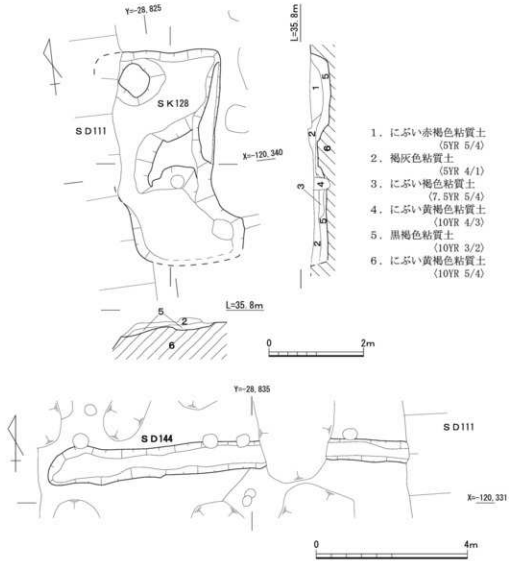 Y=-28,825
L=35.8m
SK128
SD111
X=-120,340
1
5
2
6
3
4
5
2
1．にぶい赤褐色粘質土
(5YR 5/4)
2．褐灰色粘質土
(5YR 4/1)
3．にぶい褐色粘質土
(7.5YR 5/4)
4．にぶい黄褐色粘質土
(10YR 4/3)
5．黒褐色粘質土
(10YR 3/2)
6．にぶい黄褐色粘質土
(10YR 5/4)
L=35.8m
5
2
6
0 2m
Y=-28,835
SD144
SD111
X=-120,331
0 4m